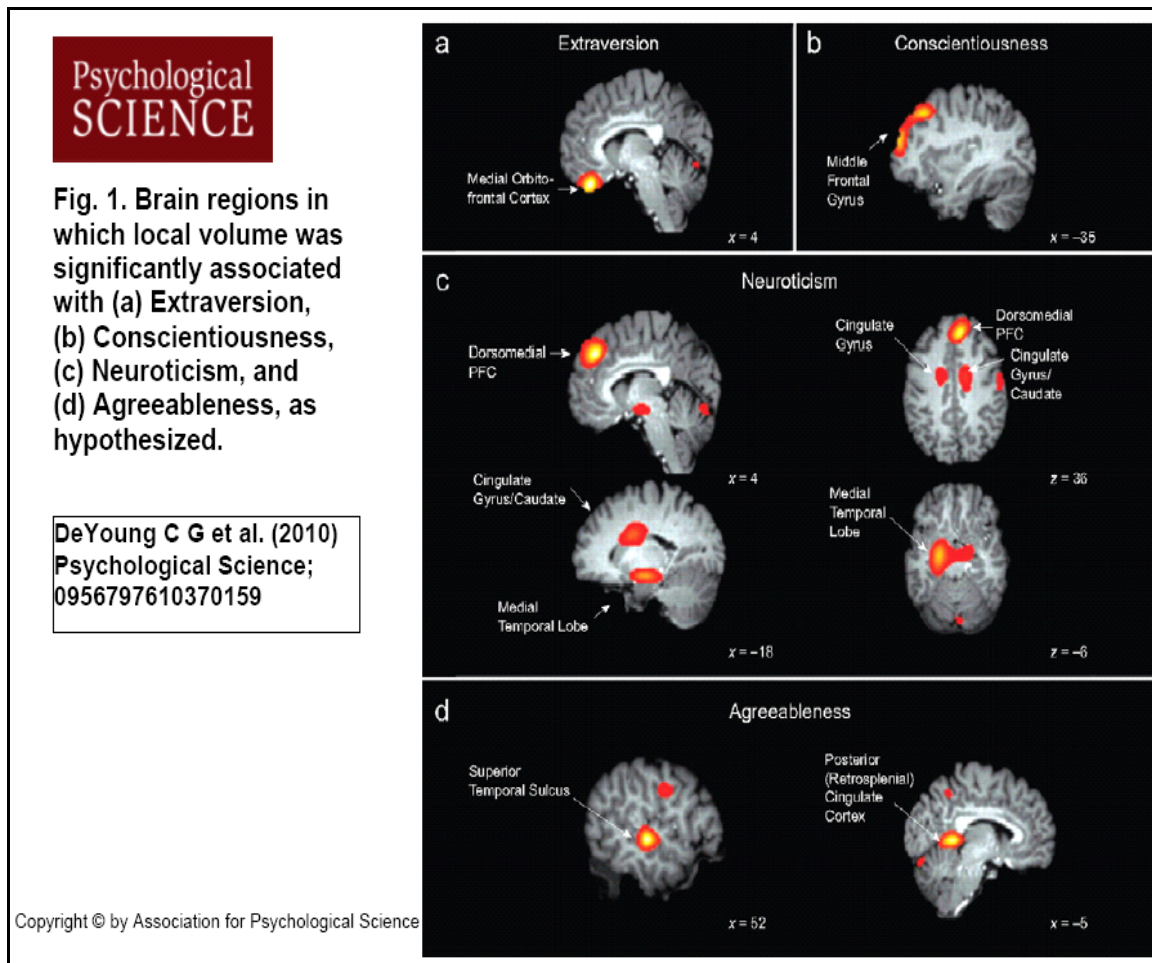 Psychological
SCIENCE
Fig. 1. Brain regions in
which local volume was
significantly associated
with (a) Extraversion,
(b) Conscientiousness,
(c) Neuroticism, and
(d) Agreeableness, as
hypothesized.
DeYoung C G et al. (2010)
Psychological Science;
0956797610370159
Copyright © by Association for Psychological Science
a
Extraversion
Medial Orbito-
frontal Cortex
x = 4
b
Conscientiousness
Middle
Frontal
Gyrus
x = –35
c
Neuroticism
Dorsomedial
PFC
x = 4
Cingulate
Gyrus
Dorsomedial
PFC
Cingulate
Gyrus/
Caudate
z = 36
Cingulate
Gyrus/Caudate
Medial
Temporal Lobe
x = –18
Medial
Temporal
Lobe
z = –6
d
Agreeableness
Superior
Temporal Sulcus
x = 52
Posterior
(Retrosplenial)
Cingulate
Cortex
x = –5